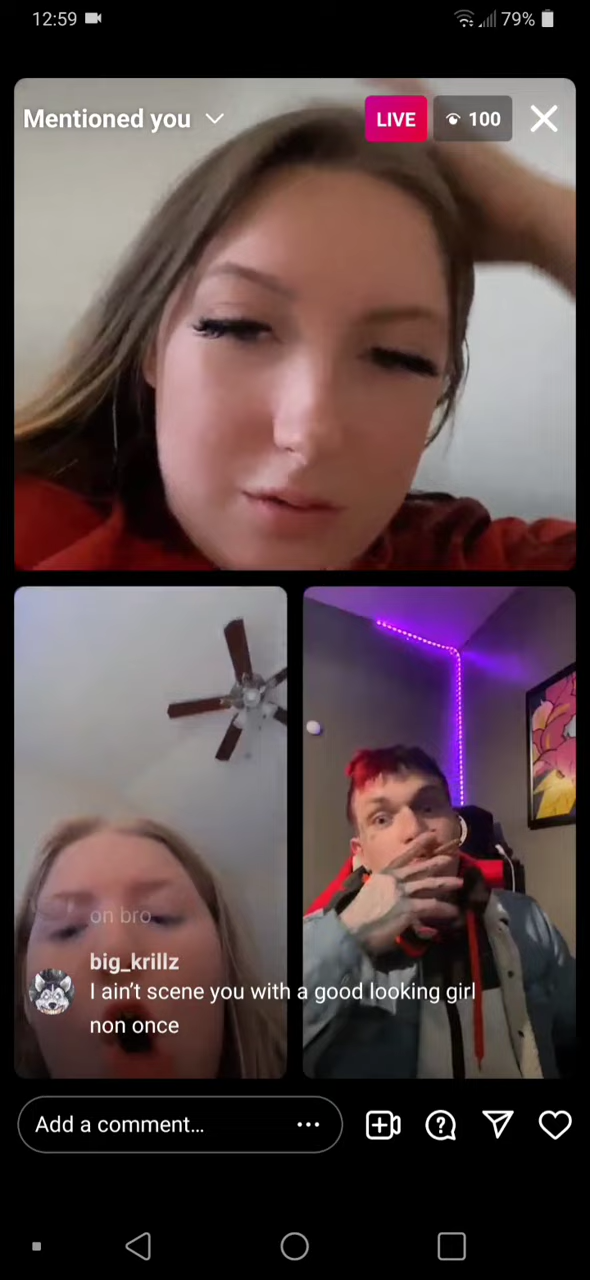 12:59
79%
Mentioned you
LIVE
100
on bro
big_krillz
I ain't scene you with a good looking girl
non once
Add a comment...